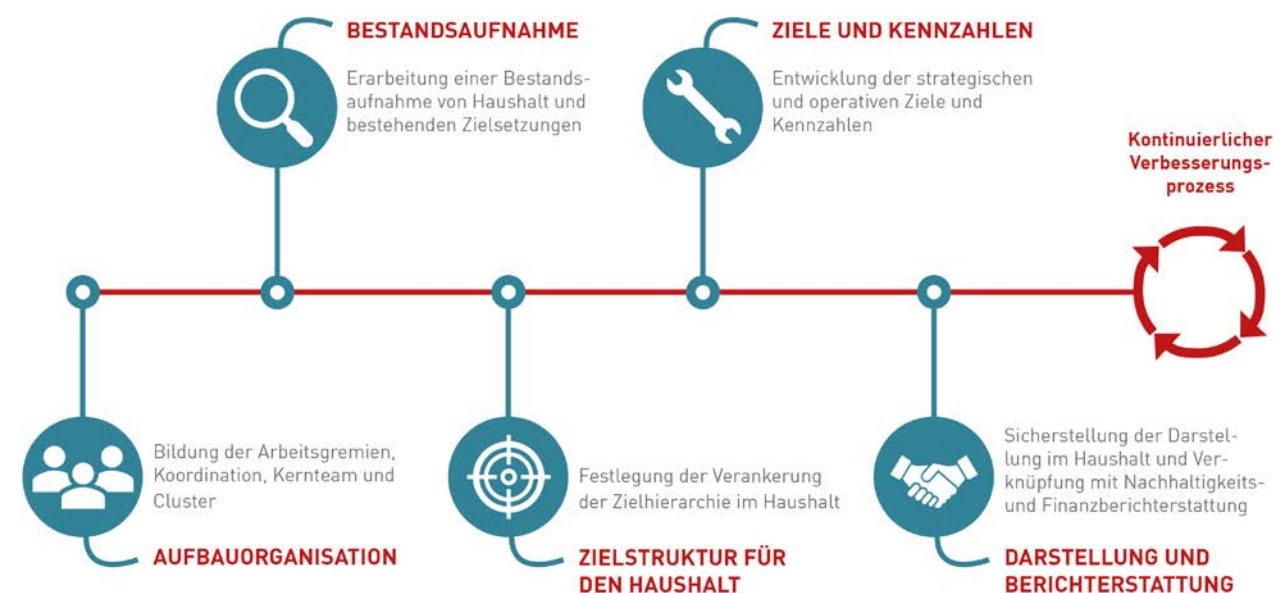 BESTANDSAUFNAHME
Erarbeitung einer Bestands-
aufnahme von Haushalt und
bestehenden Zielsetzungen
ZIELE UND KENNZAHLEN
Entwicklung der strategischen
und operativen Ziele und
Kennzahlen
Kontinuierlicher
Verbesserungs-
prozess
Bildung der Arbeitsgremien,
Koordination, Kernteam und
Cluster
AUFBAUORGANISATION
Festlegung der Verankerung
der Zielhierarchie im Haushalt
ZIELSTRUKTUR FÜR
DEN HAUSHALT
Sicherstellung der Darstel-
lung im Haushalt und Ver-
knüpfung mit Nachhaltigkeits-
und Finanzberichterstattung
DARSTELLUNG UND
BERICHTERSTATTUNG